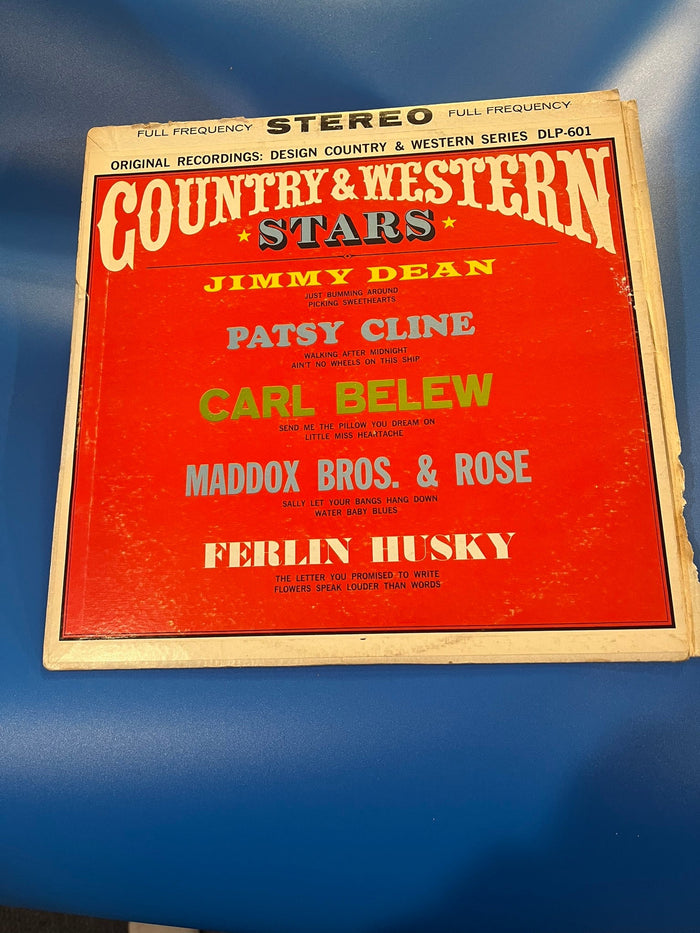 FULL FREQUENCY STEREO FULL FREQUENCY
ORIGINAL RECORDINGS: DESIGN COUNTRY & WESTERN SERIES DLP-601
COUNTRY & WESTERN
STARS
JIMMY DEAN
JUST BUMMING AROUND
PICKING SWEETHEARTS
PATSY CLINE
WALKING AFTER MIDNIGHT
AIN'T NO WHEELS ON THIS SHIP
CARL BELEW
SEND ME THE PILLOW YOU DREAM ON
LITTLE MISS HEARTACHE
MADDOX BROS. & ROSE
SALLY LET YOUR BANGS HANG DOWN
WATER BABY BLUES
FERLIN HUSKY
THE LETTER YOU PROMISED TO WRITE
FLOWERS SPEAK LOUDER THAN WORDS